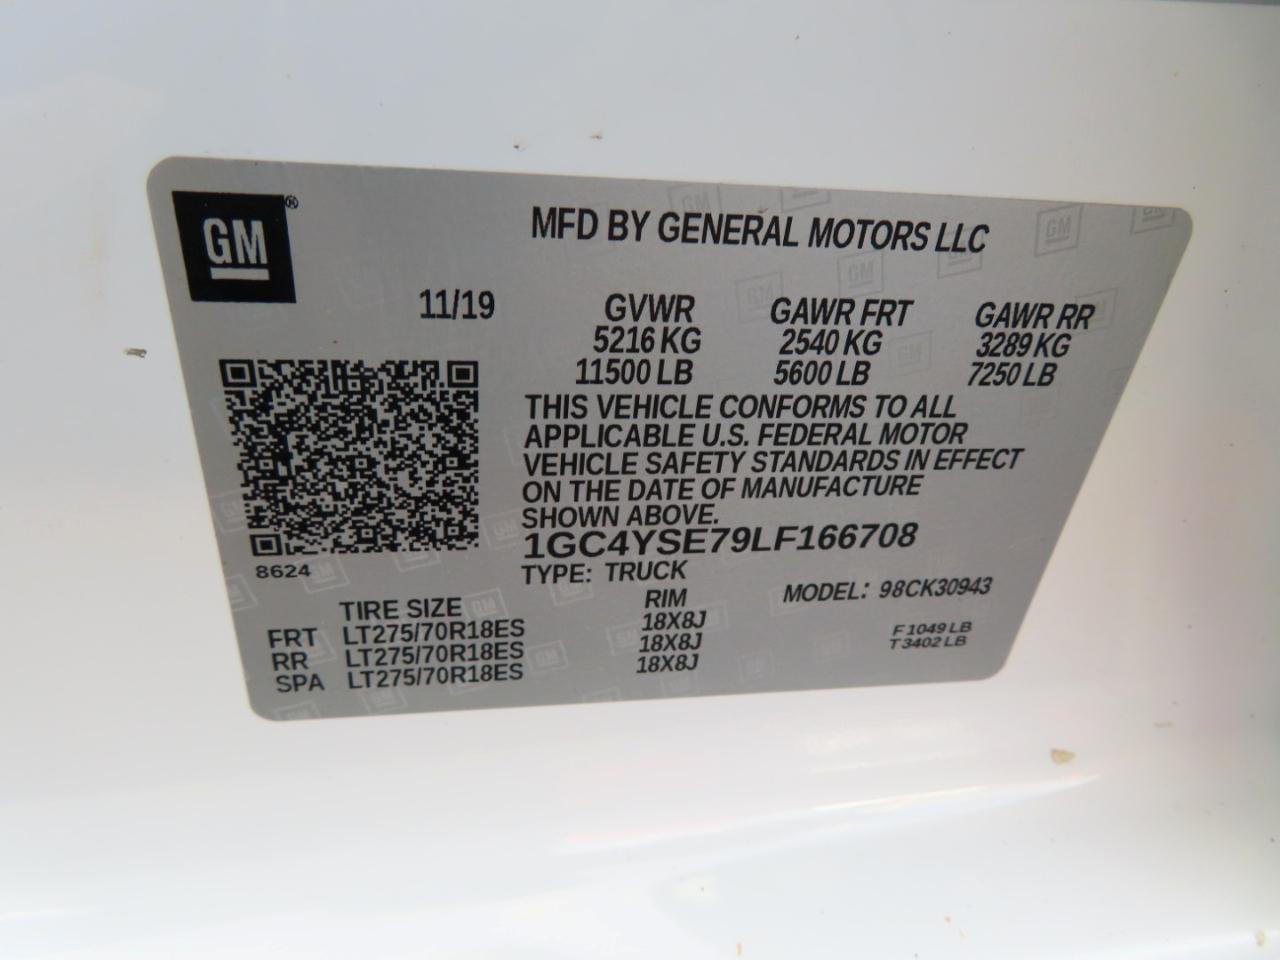 GM®
MFD BY GENERAL MOTORS LLC
11/19 GVWR GAWR FRT GAWR RR
5216 KG 2540 KG 3289 KG
11500 LB 5600 LB 7250 LB
THIS VEHICLE CONFORMS TO ALL
APPLICABLE U.S. FEDERAL MOTOR
VEHICLE SAFETY STANDARDS IN EFFECT
ON THE DATE OF MANUFACTURE
SHOWN ABOVE.
1GC4YSE79LF166708
8624
TYPE: TRUCK MODEL: 98CK30943
TIRE SIZE RIM
FRT LT275/70R18ES 18X8J F1049 LB
RR LT275/70R18ES 18X8J T3402 LB
SPA LT275/70R18ES 18X8J